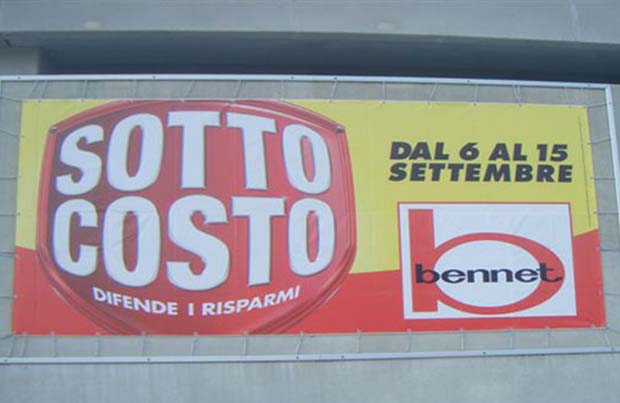 SOTTO
COSTO
DIFENDE I RISPARMI
DAL 6 AL 15
SETTEMBRE
bennet